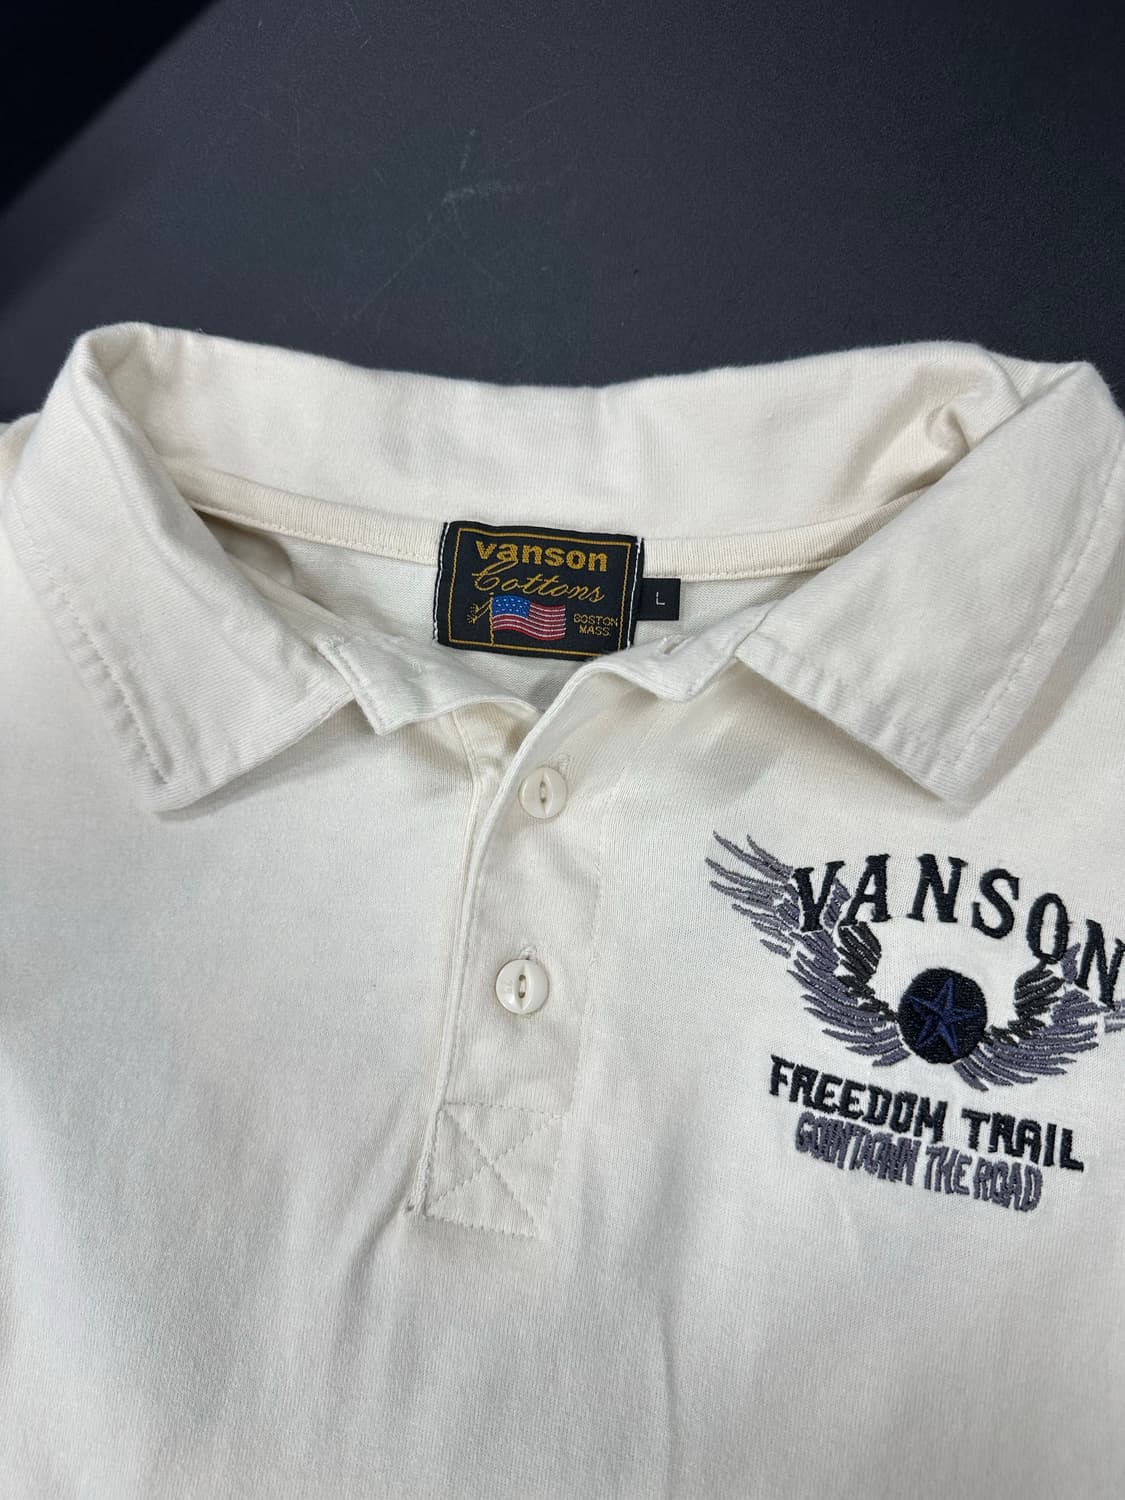 vanson
Cottons
BOSTON
MASS.
L
VANSON
FREEDOM TRAIL
GOIN'DOWN THE ROAD